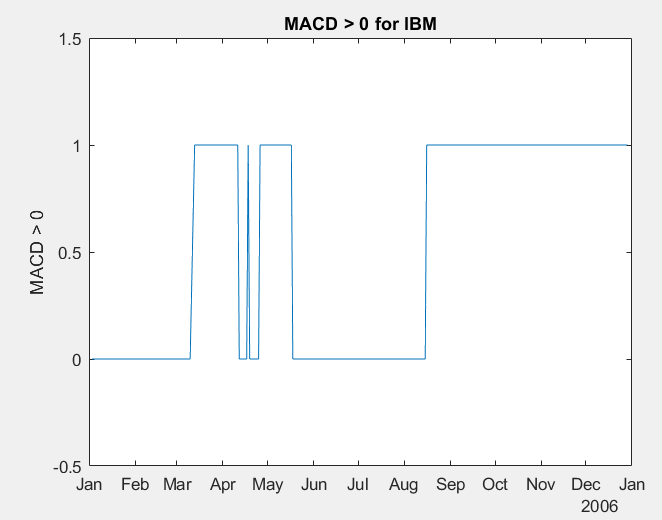 MACD > 0 for IBM
1.5
1
0.5
0
-0.5
MACD > 0
Jan Feb Mar Apr May Jun Jul Aug Sep Oct Nov Dec Jan
2006